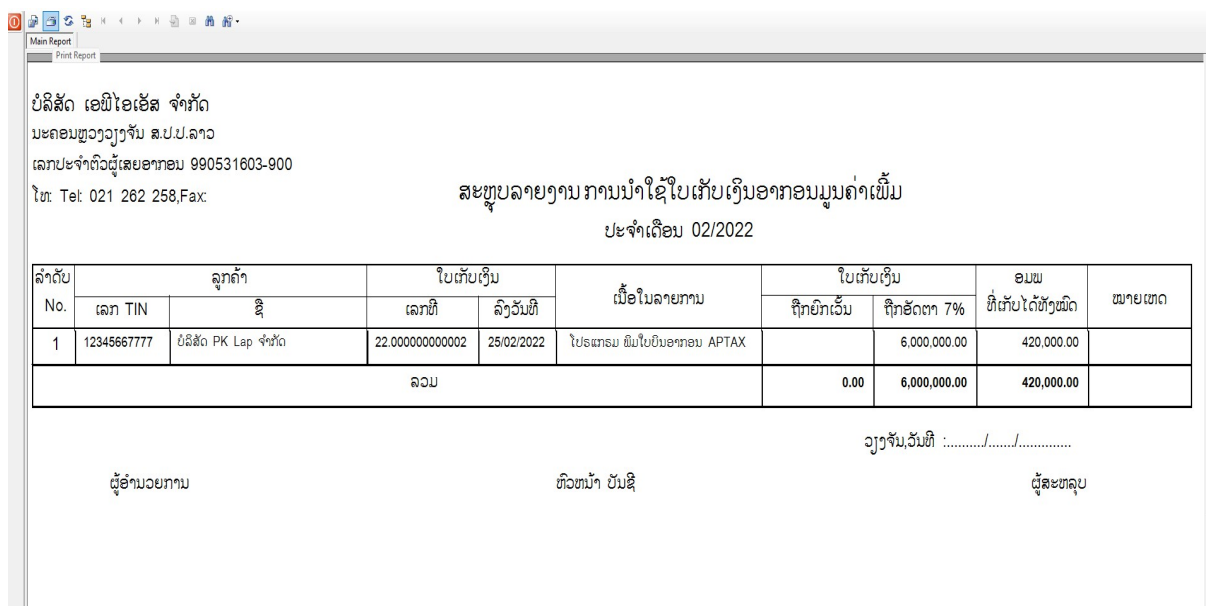 Main Report
Print Report
ບໍລິສັດ ເອພີໄອເອັສ ຈຳກັດ
ນະຄອນຫຼວງວຽງຈັນ ສ.ປ.ປ.ລາວ
ເລກປະຈຳຕົວຜູ້ເສຍອາກອນ 990531603-900
ໂທ: Tel: 021 262 258,Fax:
ສະຫຼຸບລາຍງານ ການນຳໃຊ້ໃບເກັບເງິນອາກອນມູນຄ່າເພີ້ມ
ປະຈຳເດືອນ 02/2022
ລຳດັບ ລູກຄ້າ ໃບເກັບເງິນ ເນື້ອໃນລາຍການ ໃບເກັບເງິນ ອມພ ໝາຍເຫດ
No. ເລກ TIN ຊື່ ເລກທີ ລົງວັນທີ ຖືກຍົກເວັ້ນ ຖືກອັດຕາ 7% ທີ່ເກັບໄດ້ທັງໝົດ
1 12345667777 ບໍລິສັດ PK Lap ຈຳກັດ 22.000000000002 25/02/2022 ໂປຣແກຣມ ພິມໃບບິນອາກອນ APTAX 6,000,000.00 420,000.00
ລວມ 0.00 6,000,000.00 420,000.00
ວຽງຈັນ,ວັນທີ :........../......./..............
ຜູ້ອຳນວຍການ ຫົວຫນ້າ ບັນຊີ ຜູ້ສະຫລຸບ